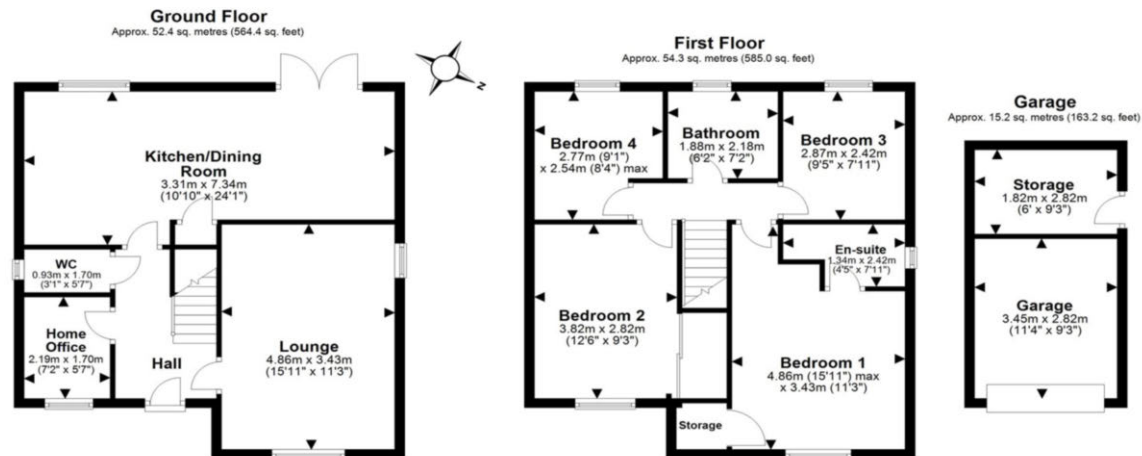 Ground Floor
Approx. 52.4 sq. metres (564.4 sq. feet)
N
Kitchen/Dining
Room
3.31m x 7.34m
(10'10" x 24'1")
WC
0.93m x 1.70m
(3'1" x 5'7")
Home
Office
2.19m x 1.70m
(7'2" x 5'7")
Hall
Lounge
4.86m x 3.43m
(15'11" x 11'3")
First Floor
Approx. 54.3 sq. metres (585.0 sq. feet)
Bedroom 4
2.77m (9'1")
x 2.54m (8'4") max
Bathroom
1.88m x 2.18m
(6'2" x 7'2")
Bedroom 3
2.87m x 2.42m
(9'5" x 7'11")
En-suite
1.34m x 2.42m
(4'5" x 7'11")
Bedroom 2
3.82m x 2.82m
(12'6" x 9'3")
Bedroom 1
4.86m (15'11") max
x 3.43m (11'3")
Storage
Garage
Approx. 15.2 sq. metres (163.2 sq. feet)
Storage
1.82m x 2.82m
(6' x 9'3")
Garage
3.45m x 2.82m
(11'4" x 9'3")